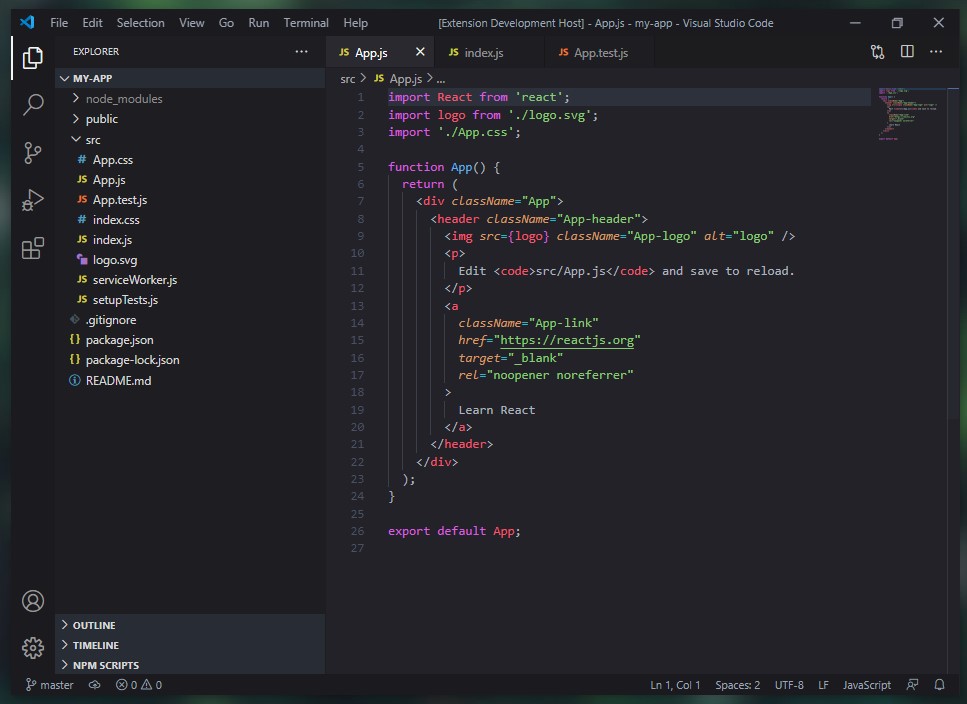 File Edit Selection View Go Run Terminal Help [Extension Development Host] - App.js - my-app - Visual Studio Code
EXPLORER
MY-APP
node_modules
public
src
# App.css
JS App.js
JS App.test.js
# index.css
JS index.js
logo.svg
JS serviceWorker.js
JS setupTests.js
.gitignore
{} package.json
{} package-lock.json
README.md
OUTLINE
TIMELINE
NPM SCRIPTS
JS App.js JS index.js JS App.test.js
src > JS App.js > ...
1 import React from 'react';
2 import logo from './logo.svg';
3 import './App.css';
4
5 function App() {
6 return (
7 <div className="App">
8 <header className="App-header">
9 <img src={logo} className="App-logo" alt="logo" />
10 <p>
11 Edit <code>src/App.js</code> and save to reload.
12 </p>
13 <a
14 className="App-link"
15 href="https://reactjs.org"
16 target="_blank"
17 rel="noopener noreferrer"
18 >
19 Learn React
20 </a>
21 </header>
22 </div>
23 );
24 }
25
26 export default App;
27
master 0 0 Ln 1, Col 1 Spaces: 2 UTF-8 LF JavaScript